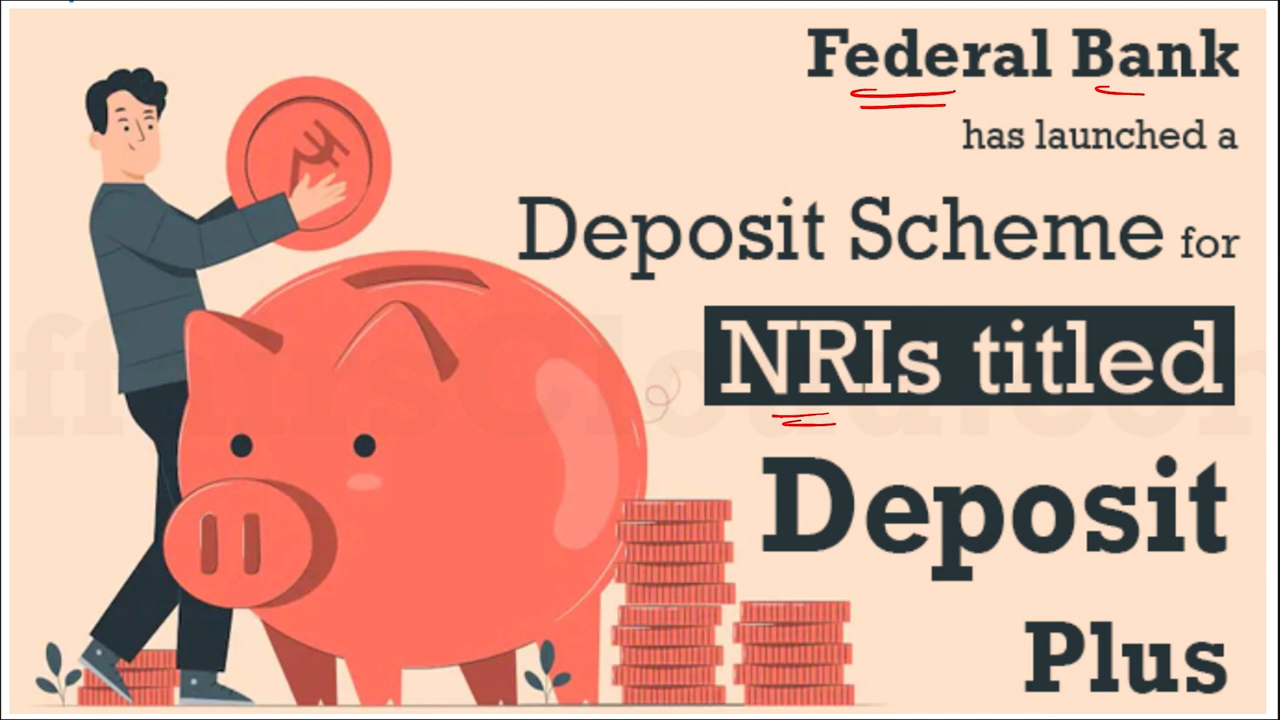 Federal Bank
has launched a
Deposit Scheme for
NRIs titled
Deposit
Plus